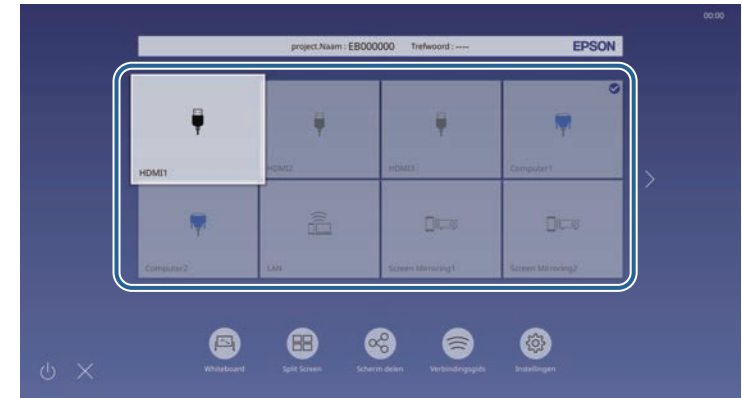 00:00
project.Naam : EB000000 Trefwoord : ---- EPSON
HDMI1 HDMI2 HDMI3 Computer1
Computer2 LAN Screen Mirroring1 Screen Mirroring2
Whiteboard Split Screen Scherm delen Verbindingsgids Instellingen